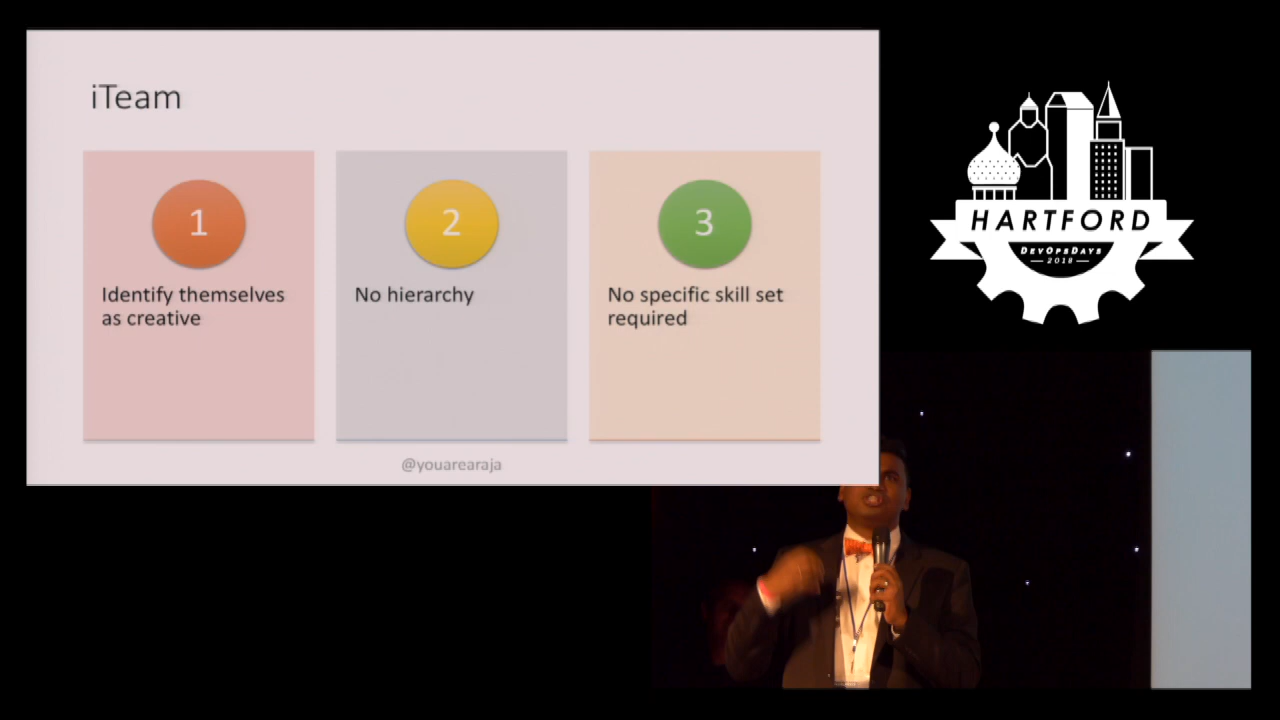 iTeam
1
Identify themselves
as creative
2
No hierarchy
3
No specific skill set
required
@youarearaja
HARTFORD
DEVOPSDAYS
2018